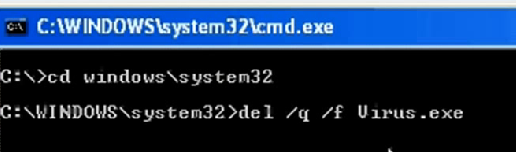 C:\WINDOWS\system32\cmd.exe
C:\>cd windows\system32
C:\WINDOWS\system32>del /q /f Virus.exe